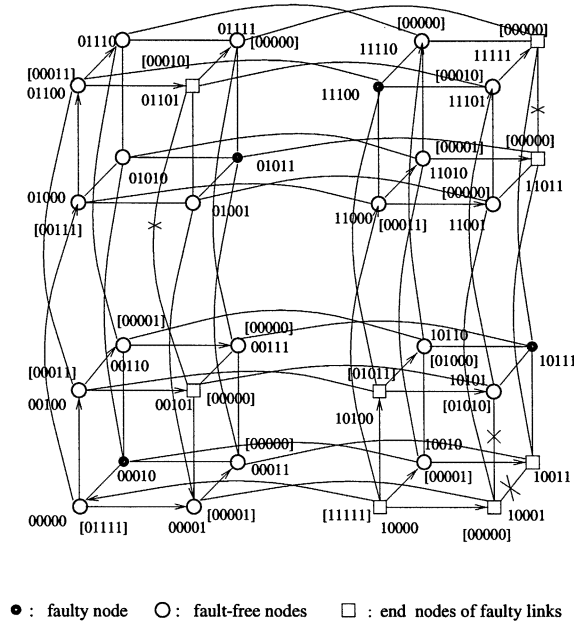 01110 01111 [00000] [00000] [00000]
11110 11111
[00011] [00010] [00010]
01100 01101 11100 11101
[00001] [00000]
01010 01011 11010 11011
01000 01001 [00000]
[00111] 11000 [00011] 11001
[00001] [00000] 10110
00110 00111 [01000] 10111
[00011] [01011] 10101
00100 00101 [00000] 10100 [01010]
[00000] 10010
00010 00011 [00001] 10011
00000 [01111] 00001 [00001] [11111] 10000 10001
[00000]
: faulty node : fault-free nodes : end nodes of faulty links